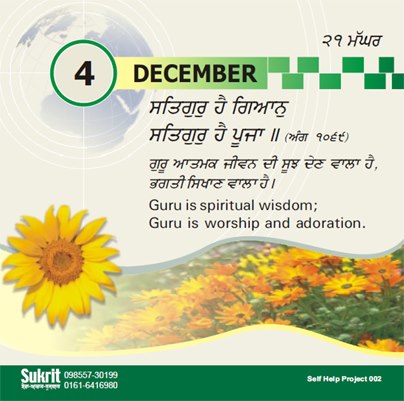 ੨੧ ਮੱਘਰ
4 DECEMBER
ਸਤਿਗੁਰੁ ਹੈ ਗਿਆਨੁ
ਸਤਿਗੁਰੁ ਹੈ ਪੂਜਾ ॥ (ਅੰਗ ੧੦੬੯)
ਗੁਰੂ ਆਤਮਕ ਜੀਵਨ ਦੀ ਸੂਝ ਦੇਣ ਵਾਲਾ ਹੈ,
ਭਗਤੀ ਸਿਖਾਣ ਵਾਲਾ ਹੈ।
Guru is spiritual wisdom;
Guru is worship and adoration.
Sukrit 098557-30199
0161-6416980
Self Help Project 002